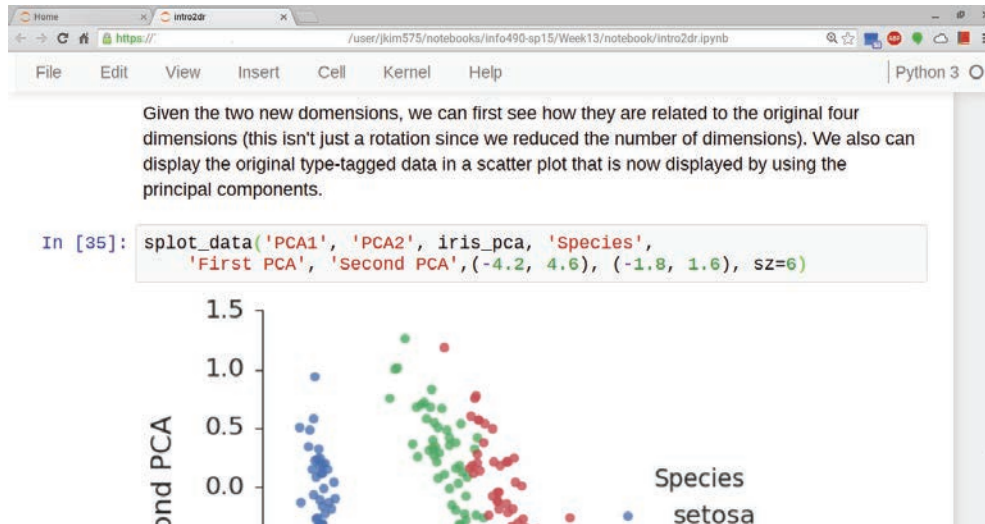 Home
intro2dr
https://
/user/jkim575/notebooks/info490-sp15/Week13/notebook/intro2dr.ipynb
File Edit View Insert Cell Kernel Help
Python 3
Given the two new domensions, we can first see how they are related to the original four
dimensions (this isn't just a rotation since we reduced the number of dimensions). We also can
display the original type-tagged data in a scatter plot that is now displayed by using the
principal components.
In [35]: splot_data('PCA1', 'PCA2', iris_pca, 'Species',
'First PCA', 'Second PCA',(-4.2, 4.6), (-1.8, 1.6), sz=6)
1.5
1.0
0.5
0.0
ond PCA
Species
setosa